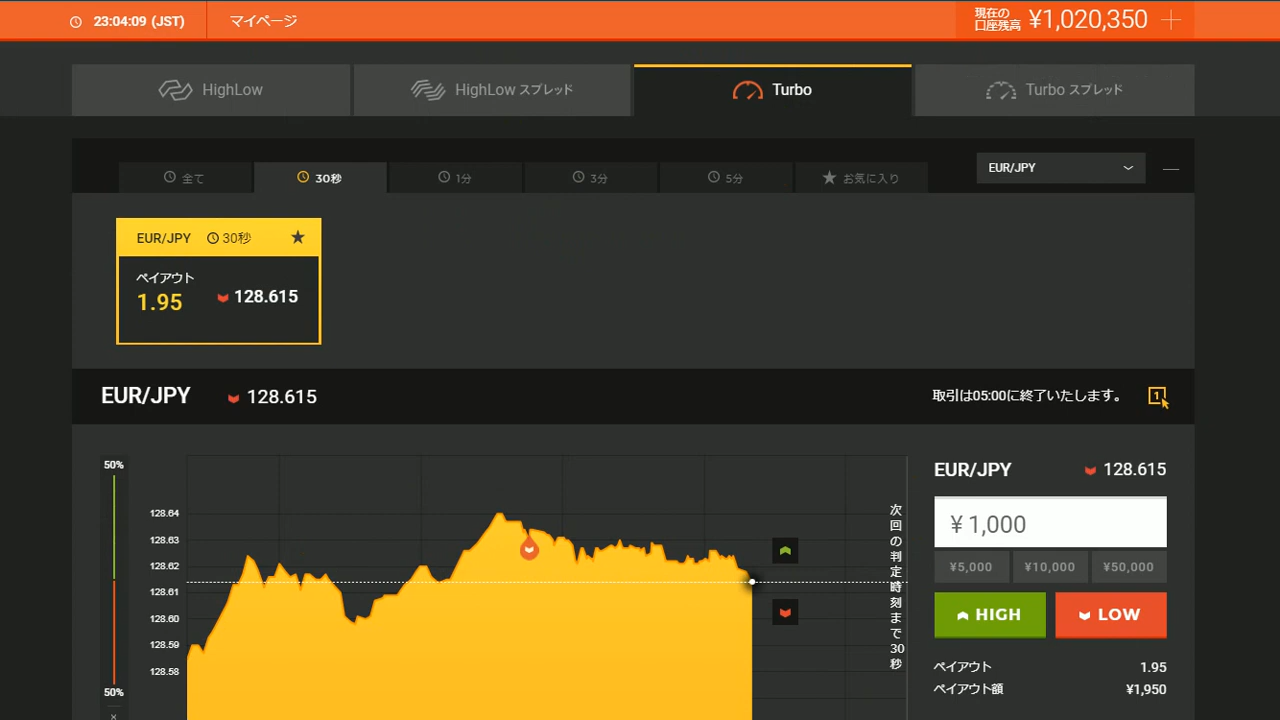 23:04:09 (JST)
マイページ
現在の
口座残高
¥1,020,350
HighLow
HighLow スプレッド
Turbo
Turbo スプレッド
全て
30秒
1分
3分
5分
お気に入り
EUR/JPY
EUR/JPY 30秒
ペイアウト
1.95
128.615
EUR/JPY
128.615
取引は05:00に終了いたします。
1
50%
50%
128.64
128.63
128.62
128.61
128.60
128.59
128.58
次回の判定時刻まで30秒
EUR/JPY
128.615
¥ 1,000
¥5,000
¥10,000
¥50,000
HIGH
LOW
ペイアウト
1.95
ペイアウト額
¥1,950